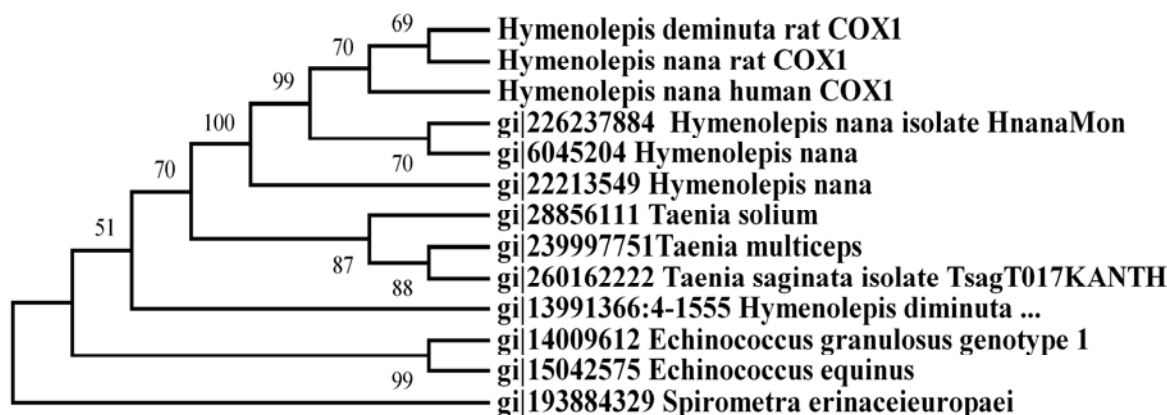 69
Hymenolepis deminuta rat COX1
70
Hymenolepis nana rat COX1
99
Hymenolepis nana human COX1
100
gi|226237884 Hymenolepis nana isolate HnanaMon
70
gi|6045204 Hymenolepis nana
70
gi|22213549 Hymenolepis nana
51
gi|28856111 Taenia solium
gi|239997751Taenia multiceps
87
88
gi|260162222 Taenia saginata isolate TsagT017KANTH
gi|13991366:4-1555 Hymenolepis diminuta ...
gi|14009612 Echinococcus granulosus genotype 1
99
gi|15042575 Echinococcus equinus
gi|193884329 Spirometra erinaceieuropaei